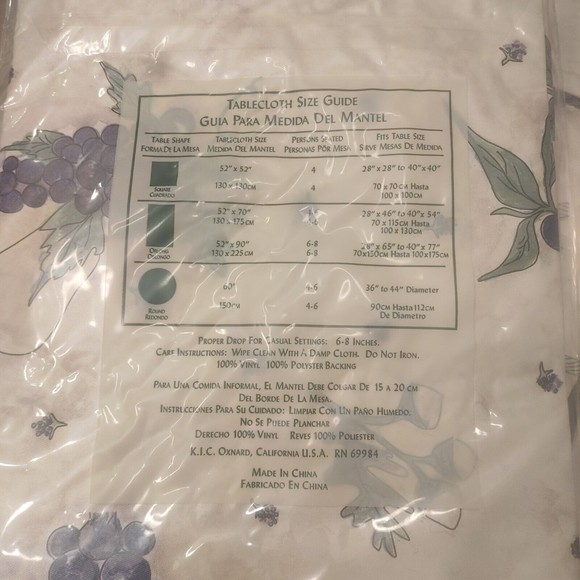 TABLECLOTH SIZE GUIDE
GUIA PARA MEDIDA DEL MANTEL
TABLE SHAPE TABLECLOTH SIZE PERSONS SEATED FITS TABLE SIZE
FORMA DE LA MESA MEDIDA DEL MANTEL PERSONAS POR MESA SIRVE MESAS DE MEDIDA
52" x 52" 4 28" x 28" to 40" x 40"
SQUARE 130 x 130CM 4 70 x 70CM Hasta
CUADRADO 100 x 100CM
52" x 70" 28" x 46" to 40" x 54"
130 x 175CM 70 x 115CM Hasta
100 x 130CM
OBLONG 52" x 90" 6-8 28" x 65" to 40" x 77"
OBLONGO 130 x 225CM 6-8 70x130CM Hasta 100x175CM
60" 4-6 36" to 44" Diameter
ROUND 150CM 4-6 90CM Hasta 112CM
REDONDO De Diametro
PROPER DROP FOR CASUAL SETTINGS: 6-8 INCHES.
CARE INSTRUCTIONS: WIPE CLEAN WITH A DAMP CLOTH. DO NOT IRON.
100% VINYL 100% POLYSTER BACKING
PARA UNA COMIDA INFORMAL, EL MANTEL DEBE COLGAR DE 15 A 20 CM
DEL BORDE DE LA MESA.
INSTRUCCIONES PARA SU CUIDADO: LIMPIAR CON UN PAÑO HUMEDO.
NO SE PUEDE PLANCHAR
DERECHO 100% VINYL REVES 100% POLIESTER
K.I.C. OXNARD, CALIFORNIA U.S.A. RN 69984
MADE IN CHINA
FABRICADO EN CHINA